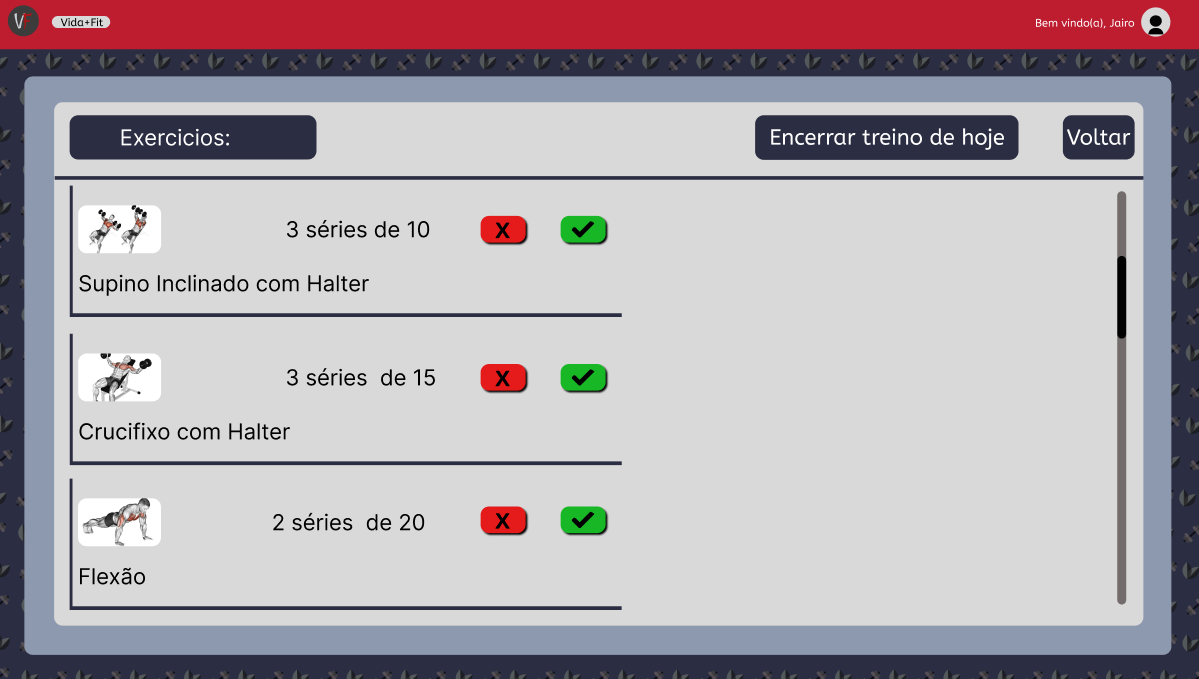 Vida+Fit
Bem vindo(a), Jairo
Exercicios:
Encerrar treino de hoje
Voltar
3 séries de 10
X
Supino Inclinado com Halter
3 séries  de 15
X
Crucifixo com Halter
2 séries  de 20
X
Flexão